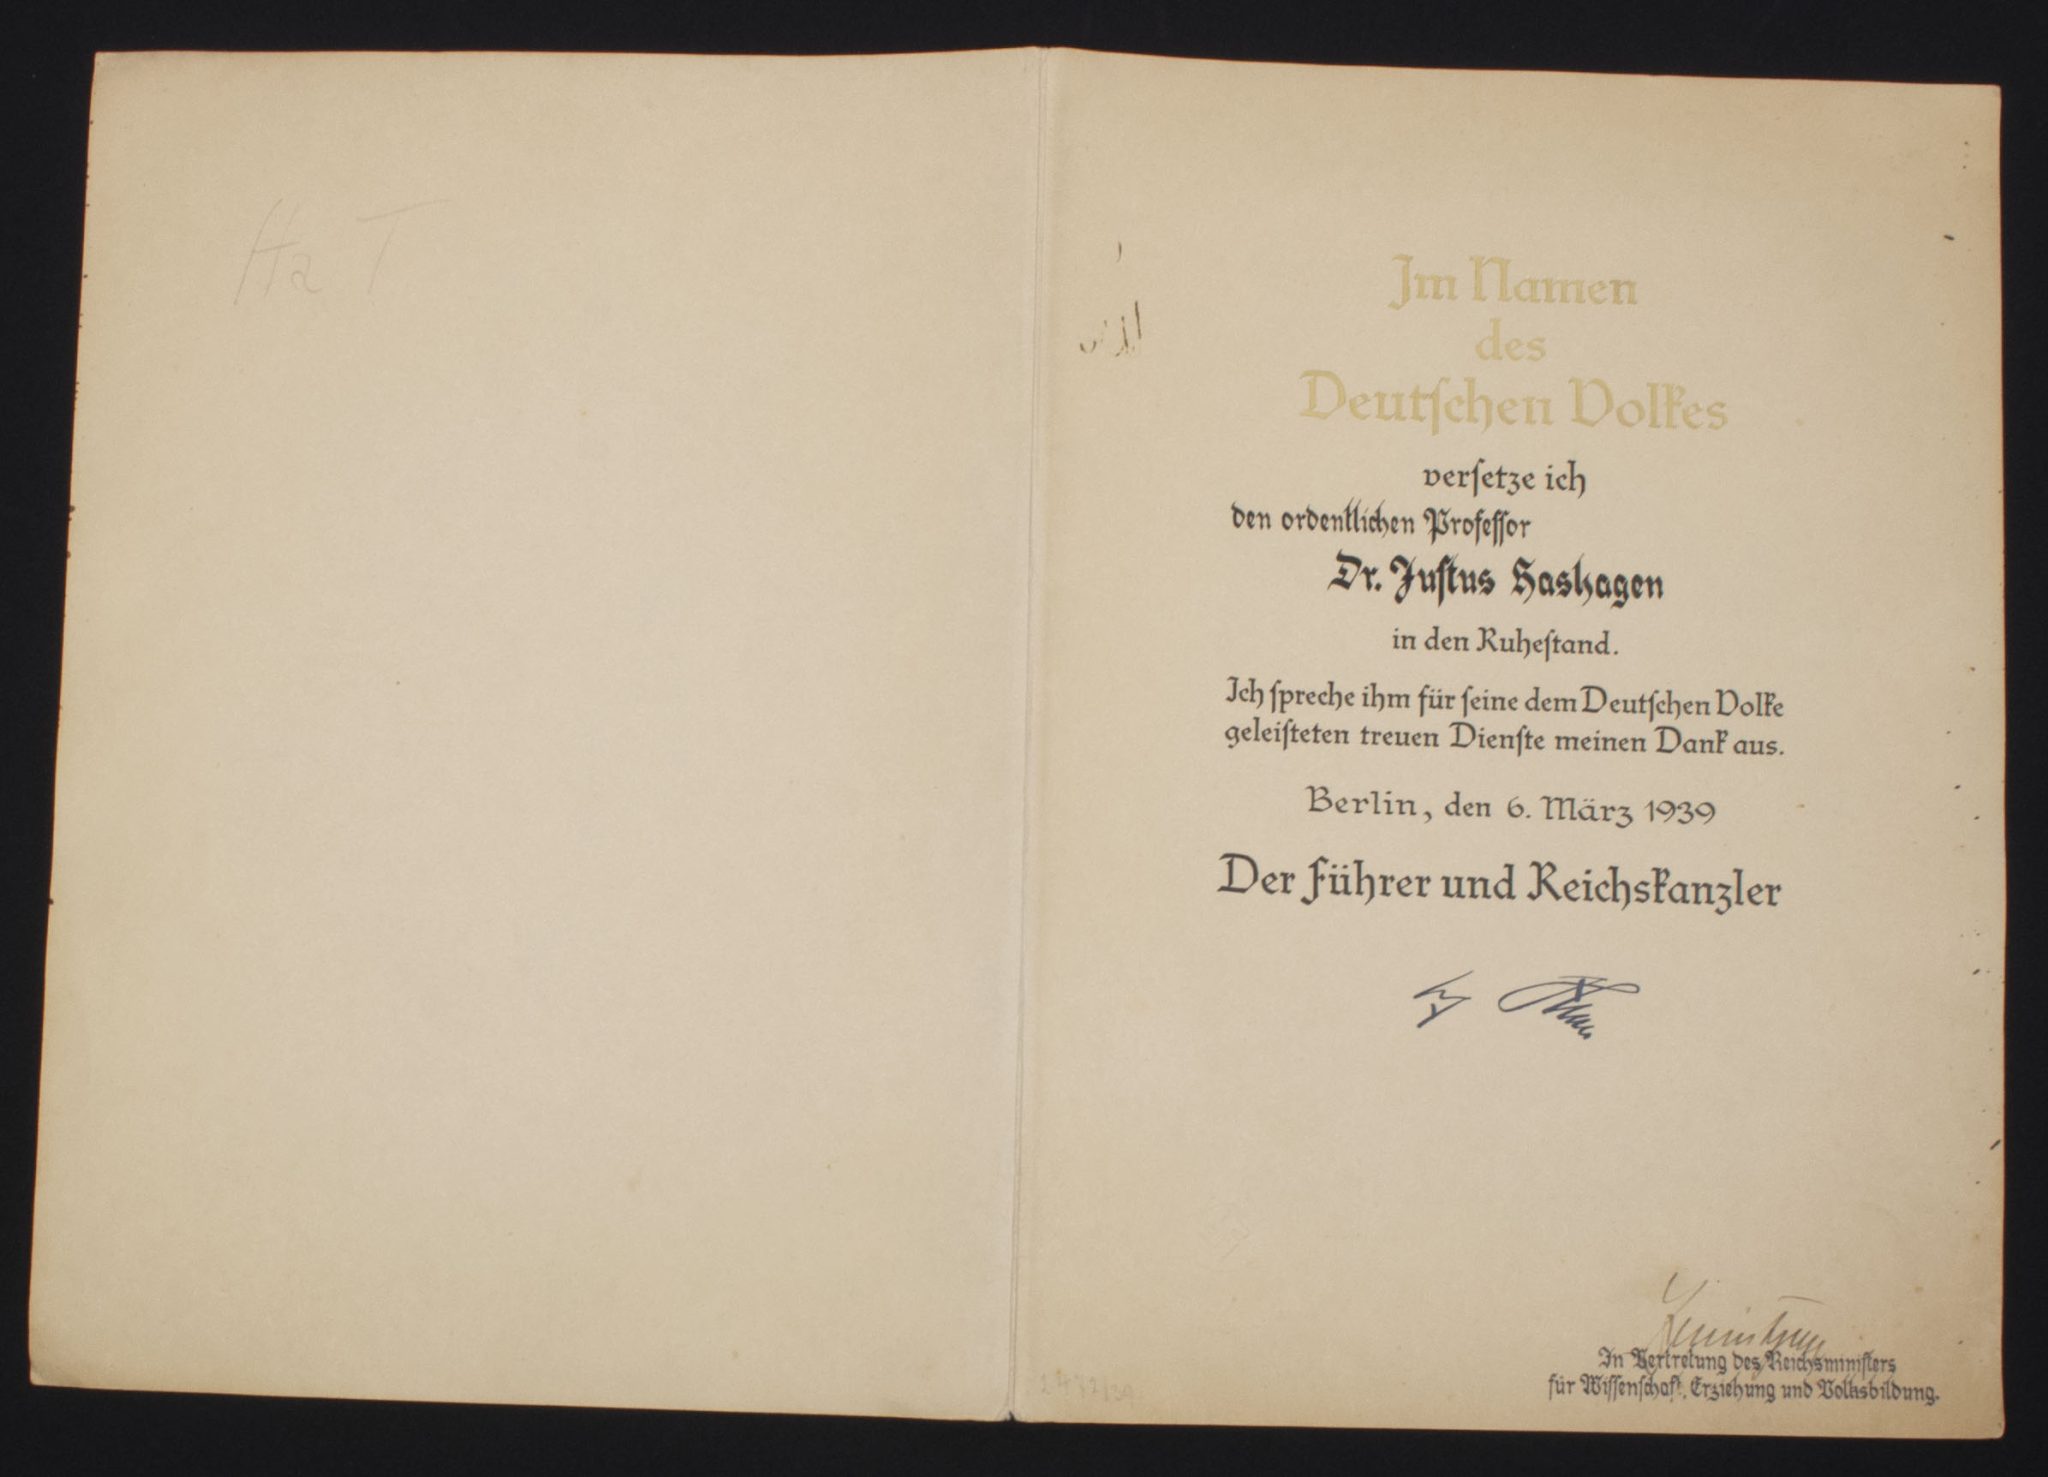 Ha T
Im Namen
des
Deutſchen Volkes
verſetze ich
den ordentlichen Profeſſor
Dr. Juſtus Hashagen
in den Ruheſtand.
Ich ſpreche ihm für ſeine dem Deutſchen Volke
geleiſteten treuen Dienſte meinen Dank aus.
Berlin, den 6. März 1939
Der Führer und Reichskanzler
In Vertretung des Reichsminiſters
für Wiſſenſchaft, Erziehung und Volksbildung.